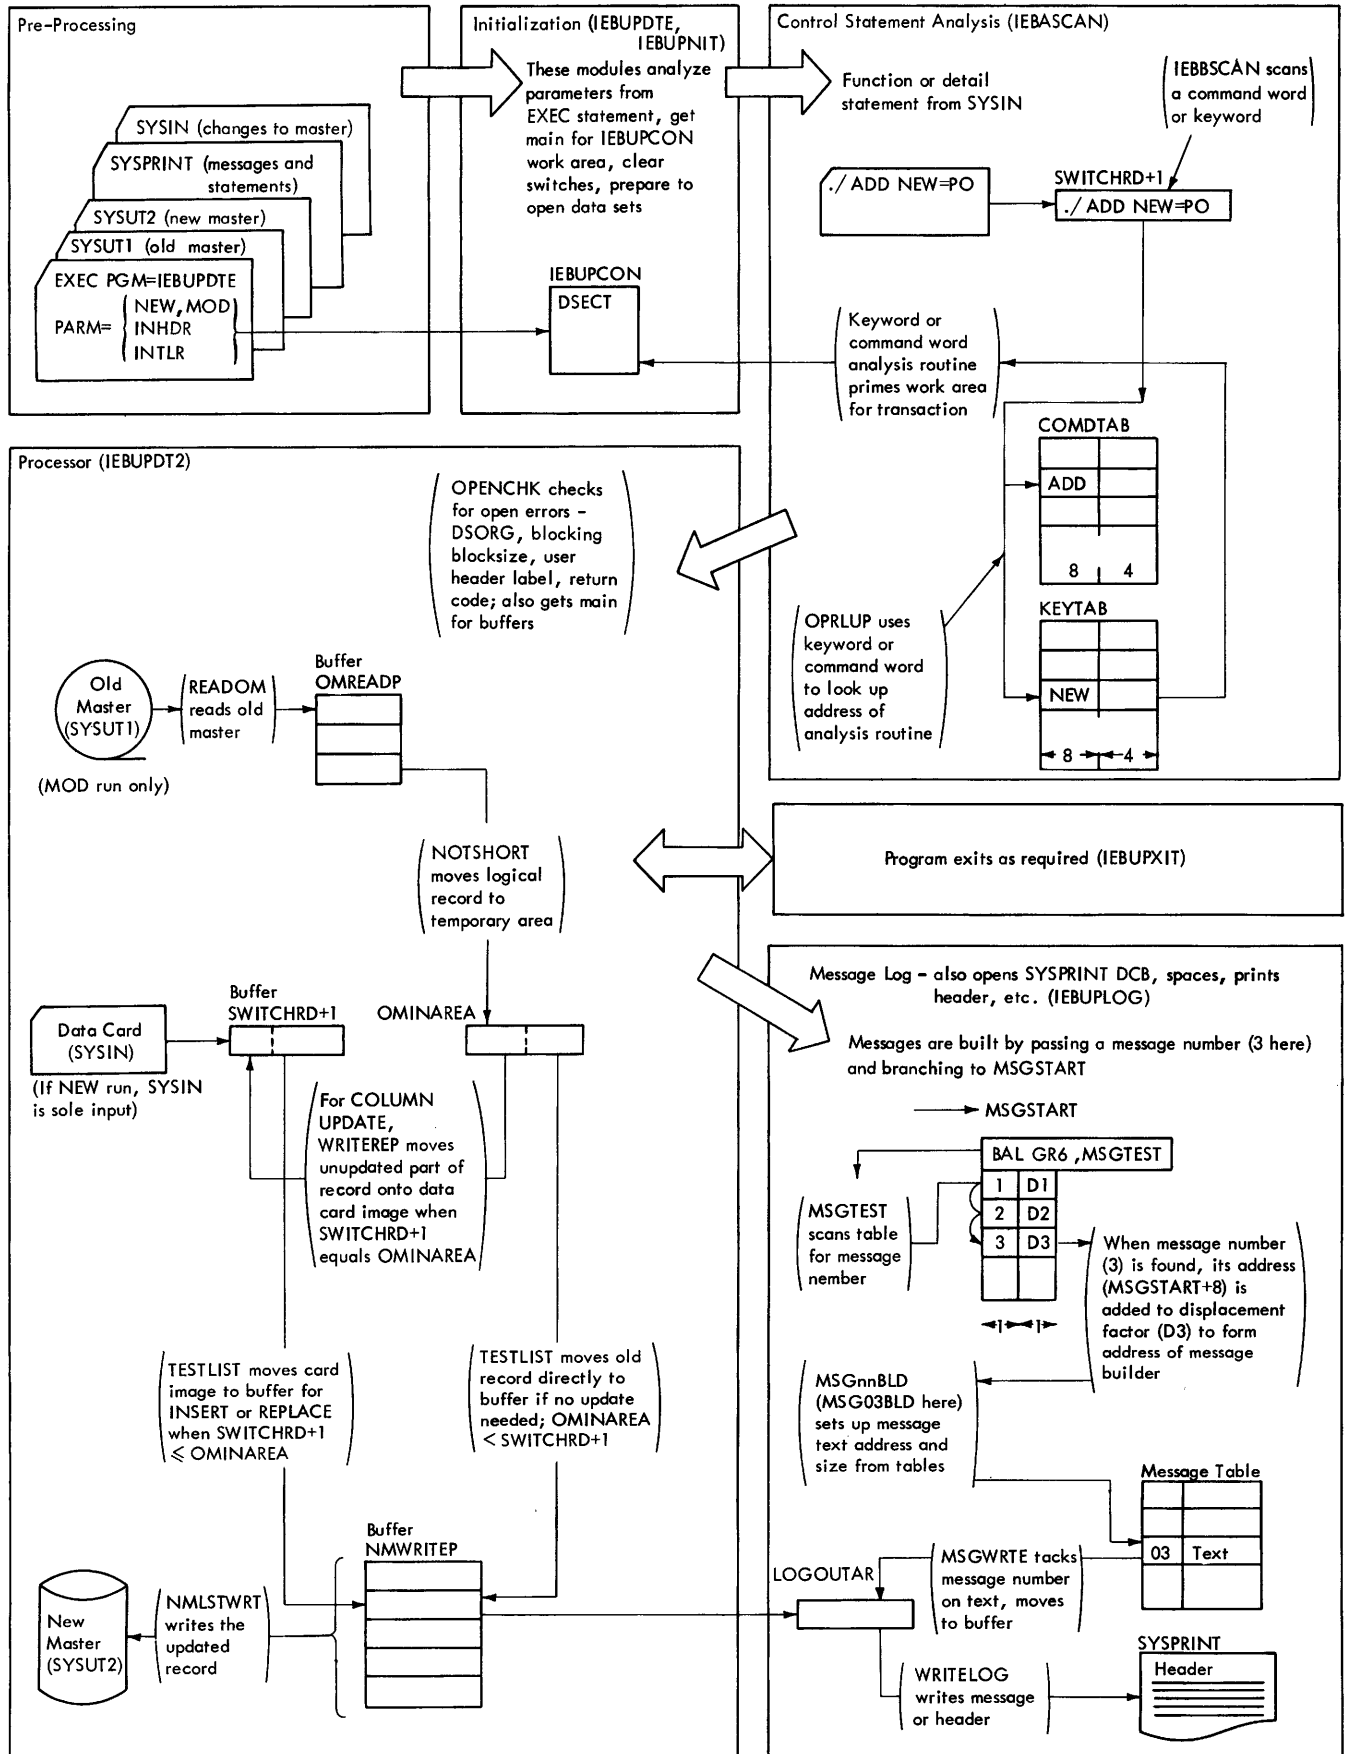 Pre-Processing
SYSIN (changes to master)
SYSPRINT (messages and
statements)
SYSUT2 (new master)
SYSUT1 (old master)
EXEC PGM=IEBUPDTE
PARM=
NEW,MOD
INHDR
INTLR
Initialization (IEBUPDTE,
IEBUPNIT)
These modules analyze
parameters from
EXEC statement, get
main for IEBUPCON
work area, clear
switches, prepare to
open data sets
IEBUPCON
DSECT
Control Statement Analysis (IEBASCAN)
Function or detail
statement from SYSIN
IEBBSCAN scans
a command word
or keyword
./ ADD NEW=PO
SWITCHRD+1
./ ADD NEW=PO
Keyword or
command word
analysis routine
primes work area
for transaction
COMDTAB
ADD
8 4
OPRLUP uses
keyword or
command word
to look up
address of
analysis routine
KEYTAB
NEW
8 4
Processor (IEBUPDT2)
OPENCHK checks
for open errors -
DSORG, blocking
blocksize, user
header label, return
code; also gets main
for buffers
Old
Master
(SYSUT1)
(MOD run only)
READOM
reads old
master
Buffer
OMREADP
NOTSHORT
moves logical
record to
temporary area
Data Card
(SYSIN)
(If NEW run, SYSIN
is sole input)
Buffer
SWITCHRD+1
OMINAREA
For COLUMN
UPDATE,
WRITEREP moves
unupdated part of
record onto data
card image when
SWITCHRD+1
equals OMINAREA
TESTLIST moves card
image to buffer for
INSERT or REPLACE
when SWITCHRD+1
≤ OMINAREA
TESTLIST moves old
record directly to
buffer if no update
needed; OMINAREA
< SWITCHRD+1
Buffer
NMWRITEP
NMLSTWRT
writes the
updated
record
New
Master
(SYSUT2)
Program exits as required (IEBUPXIT)
Message Log - also opens SYSPRINT DCB, spaces, prints
header, etc. (IEBUPLOG)
Messages are built by passing a message number (3 here)
and branching to MSGSTART
MSGSTART
BAL GR6 ,MSGTEST
1 D1
2 D2
3 D3
1 1
MSGTEST
scans table
for message
nember
When message number
(3) is found, its address
(MSGSTART+8) is
added to displacement
factor (D3) to form
address of message
builder
MSGnnBLD
(MSG03BLD here)
sets up message
text address and
size from tables
Message Table
03 Text
MSGWRTE tacks
message number
on text, moves
to buffer
LOGOUTAR
WRITELOG
writes message
or header
SYSPRINT
Header